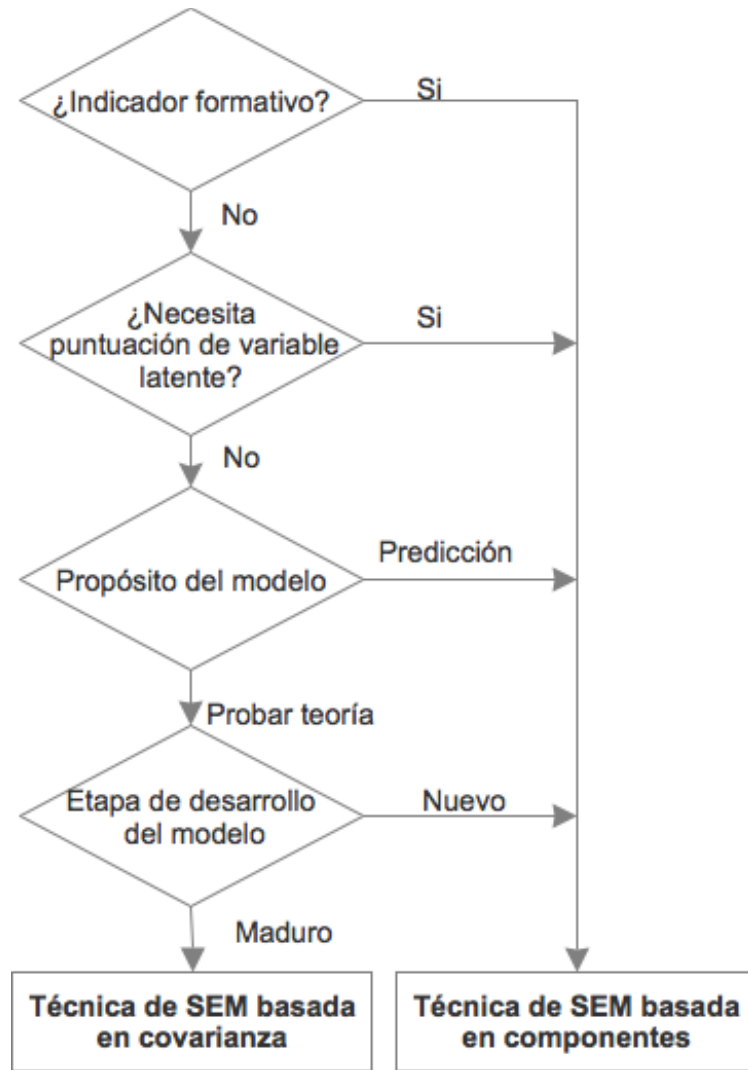 ¿Indicador formativo?
Si
No
¿Necesita
puntuación de variable
latente?
Si
No
Propósito del modelo
Predicción
Probar teoría
Etapa de desarrollo
del modelo
Nuevo
Maduro
Técnica de SEM basada
en covarianza
Técnica de SEM basada
en componentes